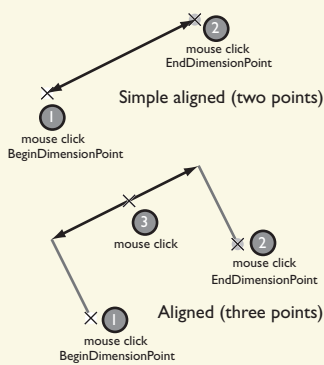 2
mouse click
EndDimensionPoint
1
mouse click
BeginDimensionPoint
Simple aligned (two points)
3
mouse click
2
mouse click
EndDimensionPoint
1
mouse click
BeginDimensionPoint
Aligned (three points)